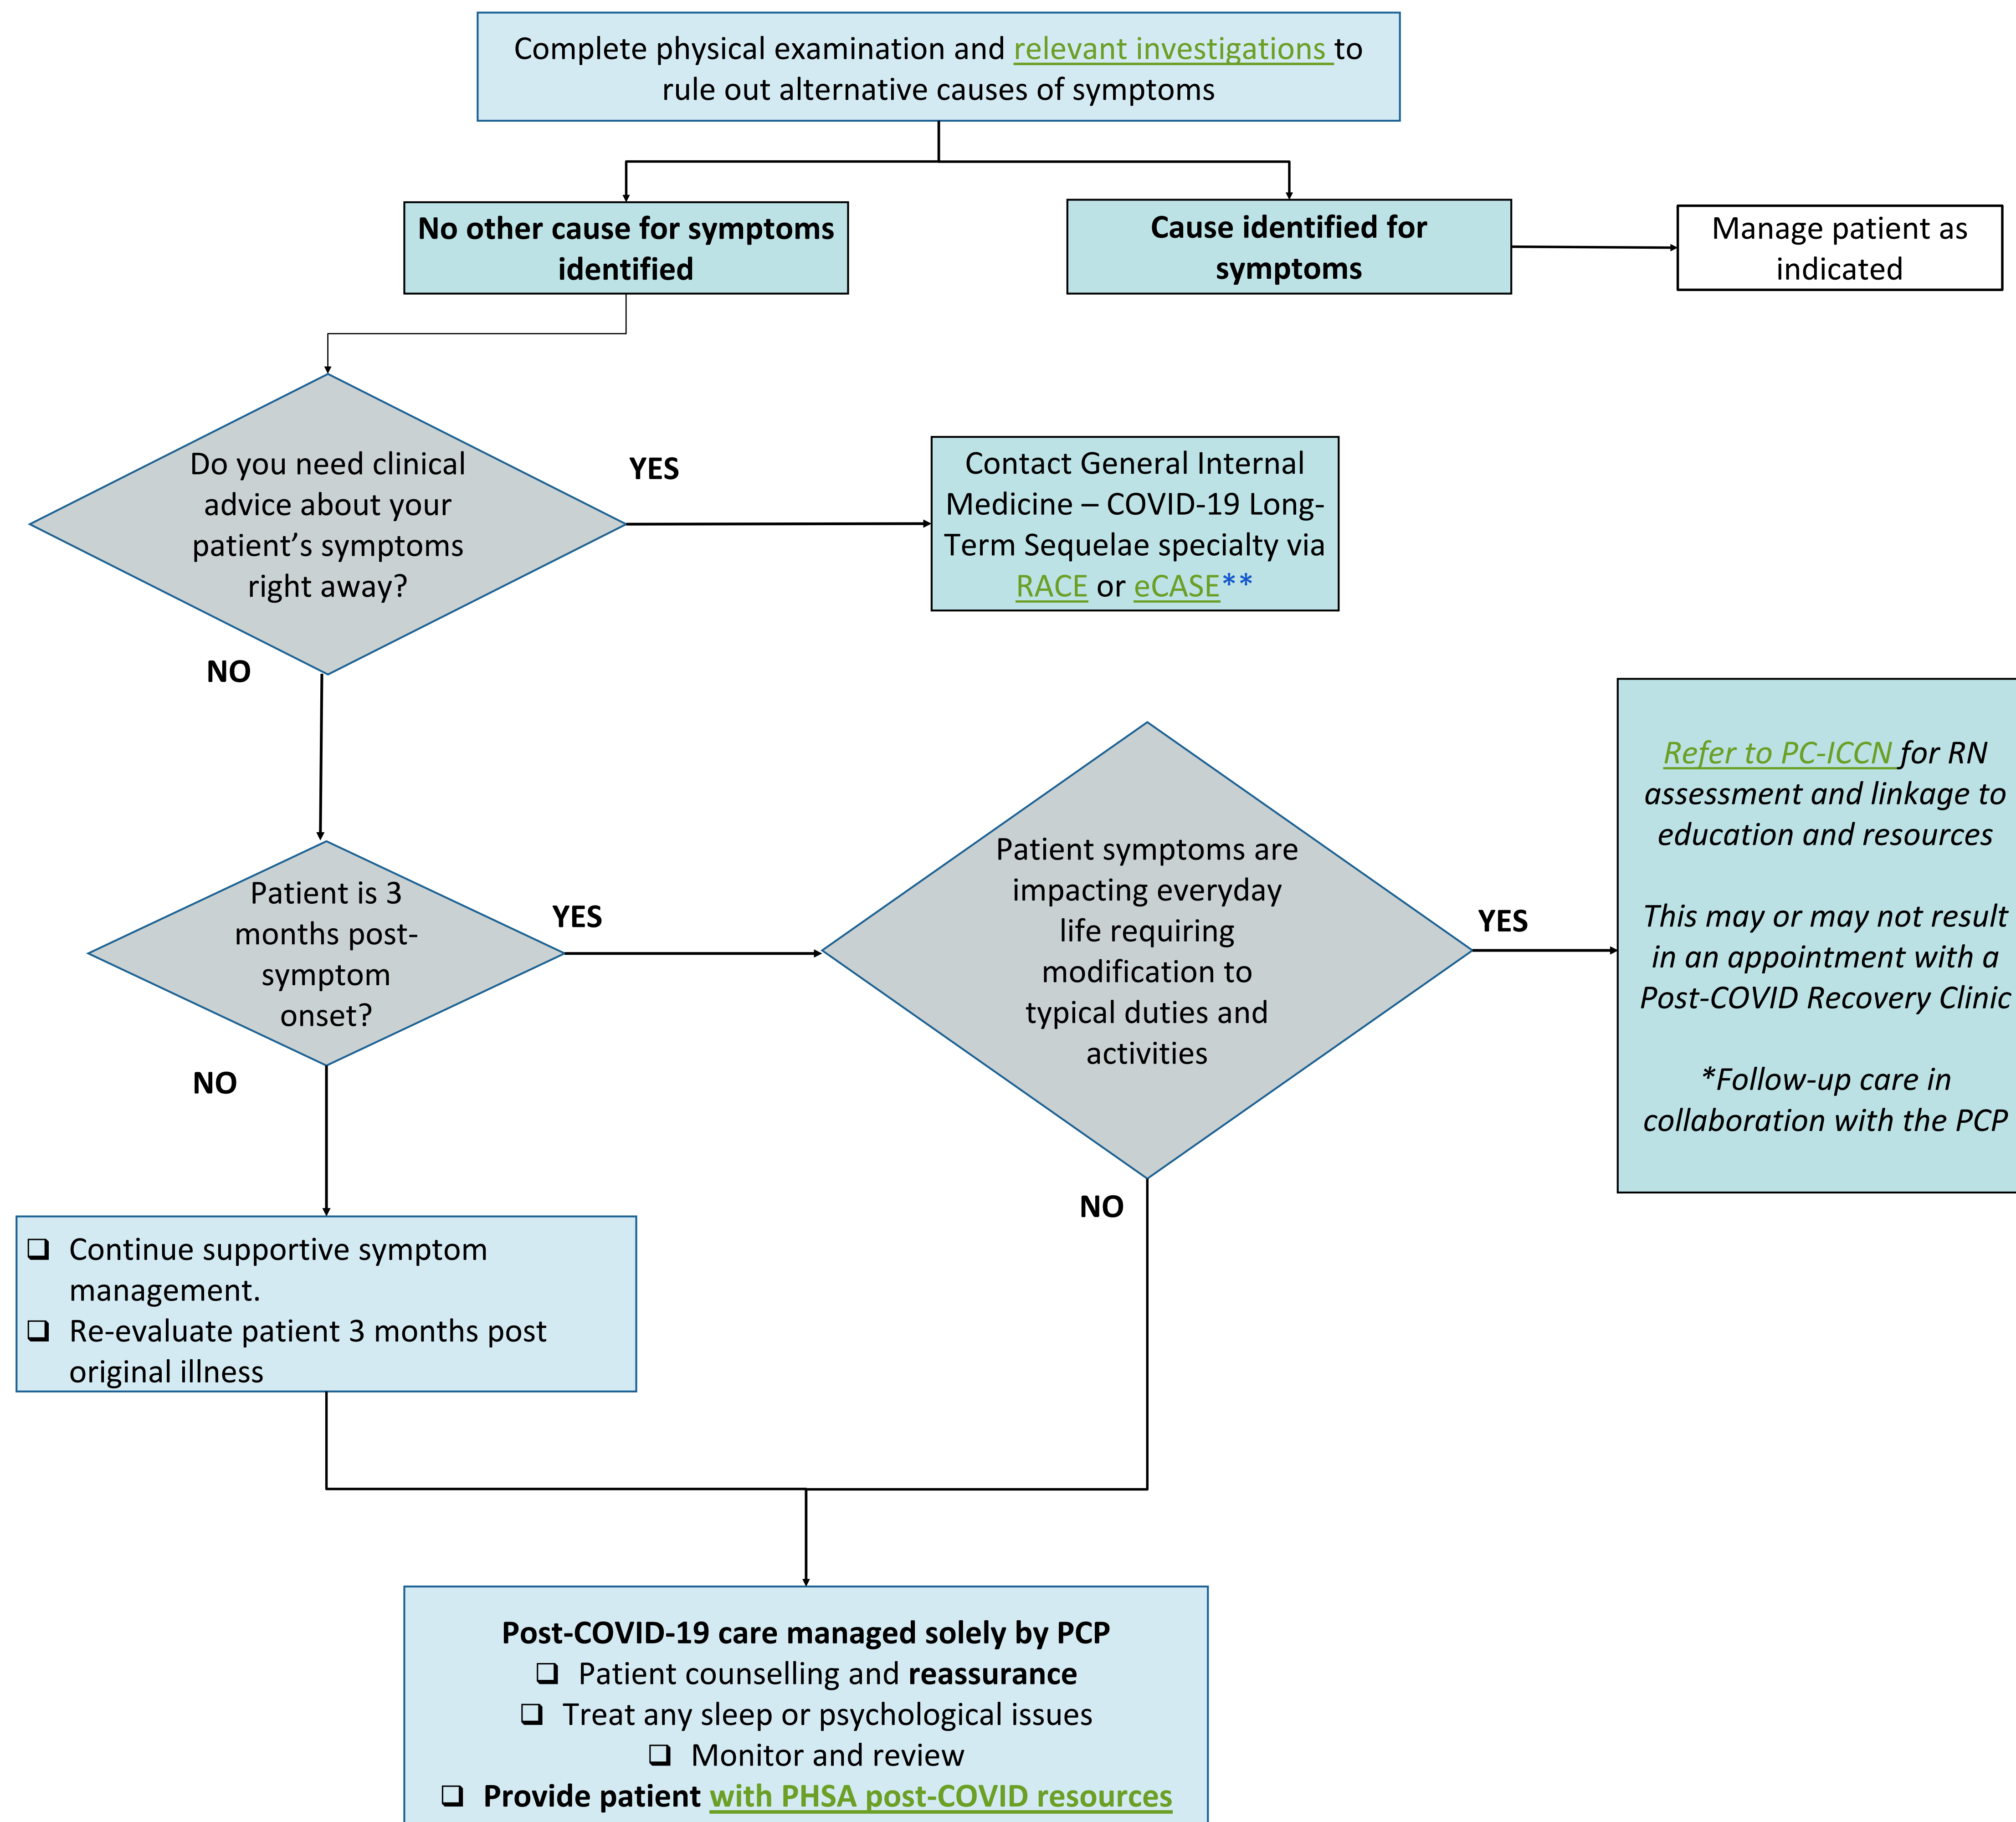 Complete physical examination and relevant investigations to
rule out alternative causes of symptoms
No other cause for symptoms
identified
Cause identified for
symptoms
Manage patient as
indicated
Do you need clinical
advice about your
patient’s symptoms
right away?
YES
Contact General Internal
Medicine – COVID-19 Long-
Term Sequelae specialty via
RACE or eCASE**
NO
Patient is 3
months post-
symptom
onset?
YES
Patient symptoms are
impacting everyday
life requiring
modification to
typical duties and
activities
YES
Refer to PC-ICCN for RN
assessment and linkage to
education and resources
This may or may not result
in an appointment with a
Post-COVID Recovery Clinic
*Follow-up care in
collaboration with the PCP
NO
NO
❑ Continue supportive symptom
management.
❑ Re-evaluate patient 3 months post
original illness
Post-COVID-19 care managed solely by PCP
❑ Patient counselling and reassurance
❑ Treat any sleep or psychological issues
❑ Monitor and review
❑ Provide patient with PHSA post-COVID resources